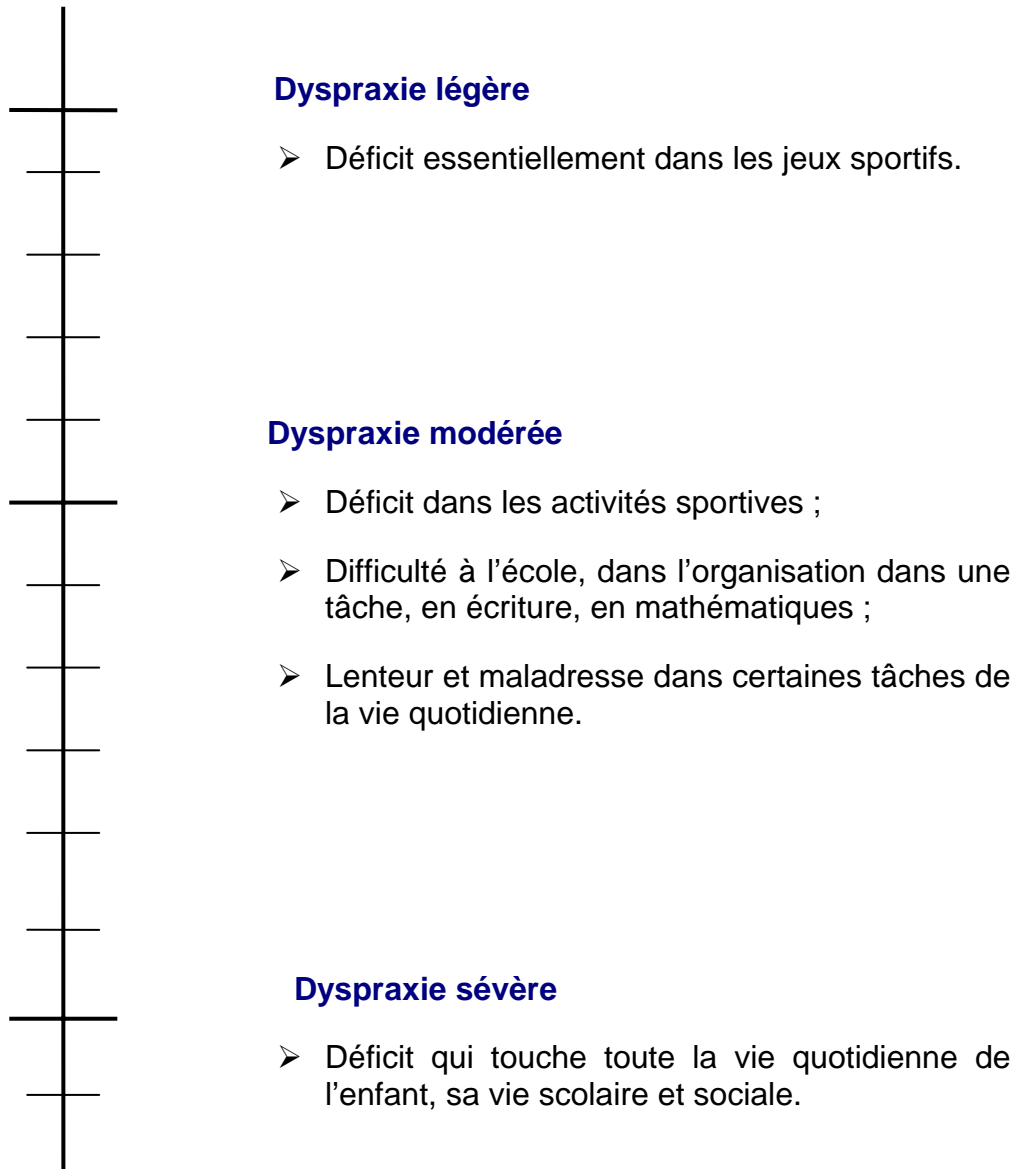 Dyspraxie légère
➢ Déficit essentiellement dans les jeux sportifs.
Dyspraxie modérée
➢ Déficit dans les activités sportives ;
➢ Difficulté à l’école, dans l’organisation dans une
tâche, en écriture, en mathématiques ;
➢ Lenteur et maladresse dans certaines tâches de
la vie quotidienne.
Dyspraxie sévère
➢ Déficit qui touche toute la vie quotidienne de
l’enfant, sa vie scolaire et sociale.